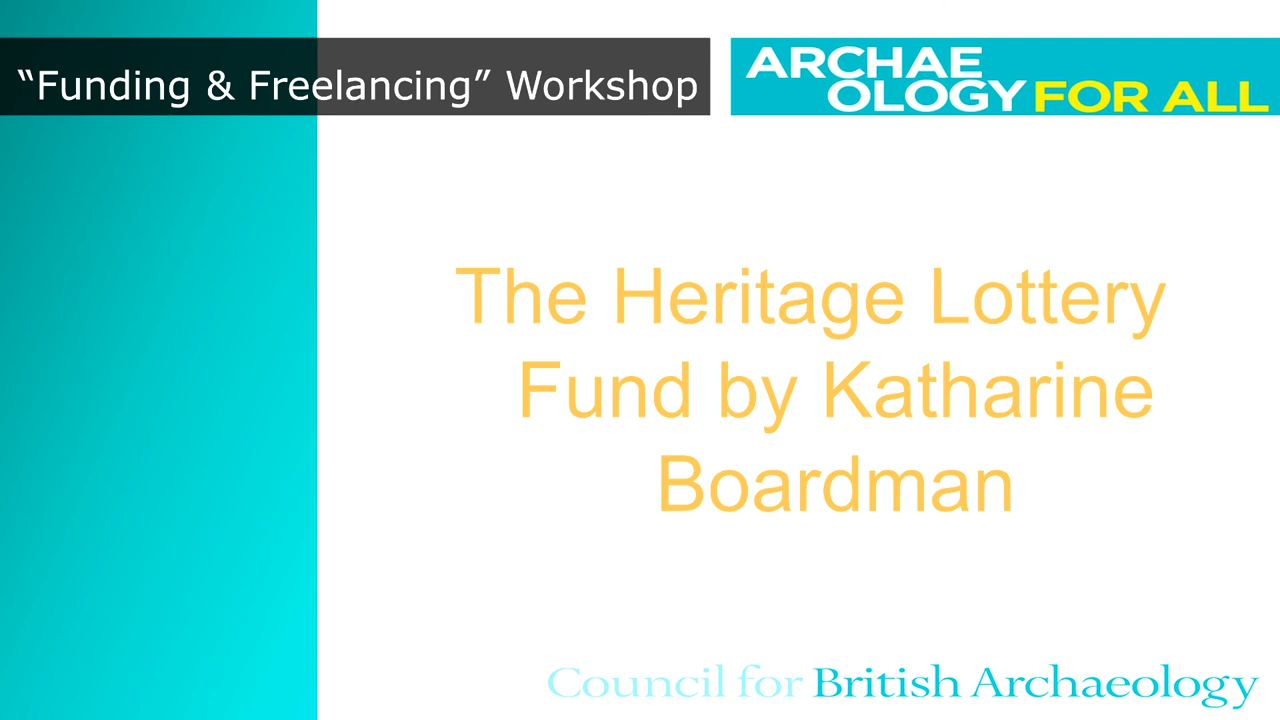 “Funding & Freelancing” Workshop
ARCHAE
OLOGY FOR ALL
The Heritage Lottery
Fund by Katharine
Boardman
Council for British Archaeology